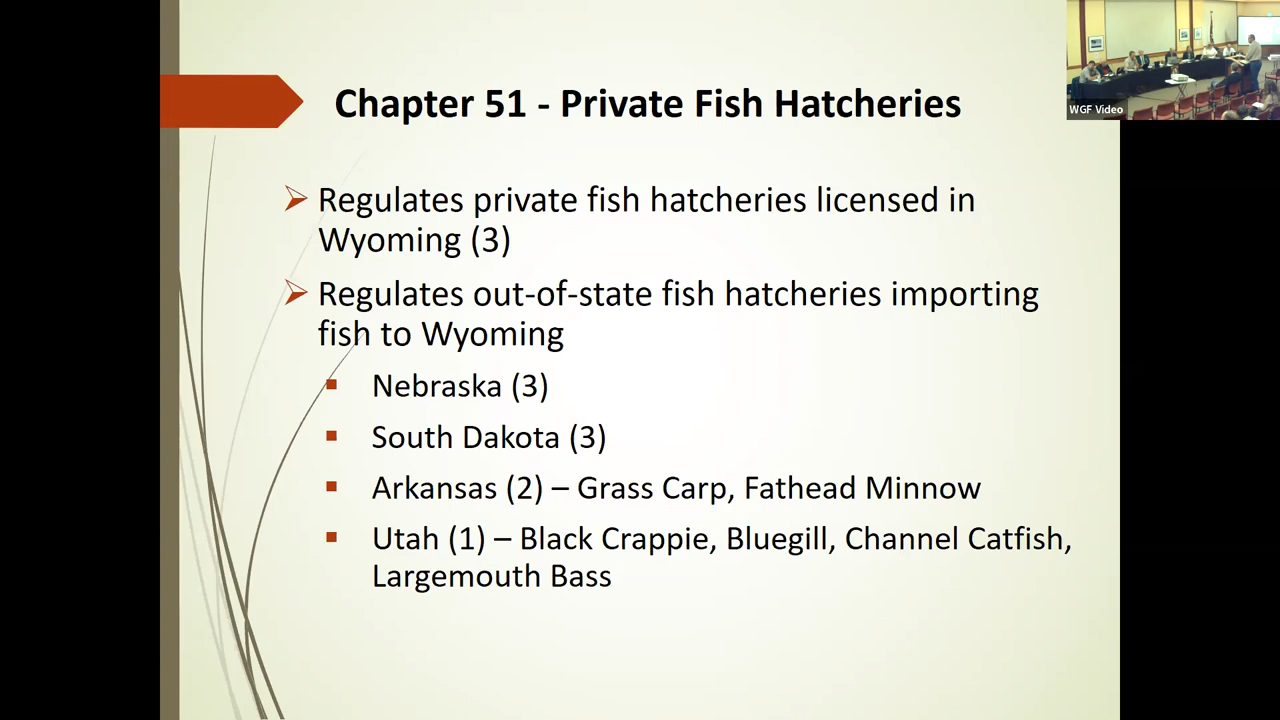 Chapter 51 - Private Fish Hatcheries
WGF Video
Regulates private fish hatcheries licensed in
Wyoming (3)
Regulates out-of-state fish hatcheries importing
fish to Wyoming
Nebraska (3)
South Dakota (3)
Arkansas (2) – Grass Carp, Fathead Minnow
Utah (1) – Black Crappie, Bluegill, Channel Catfish,
Largemouth Bass